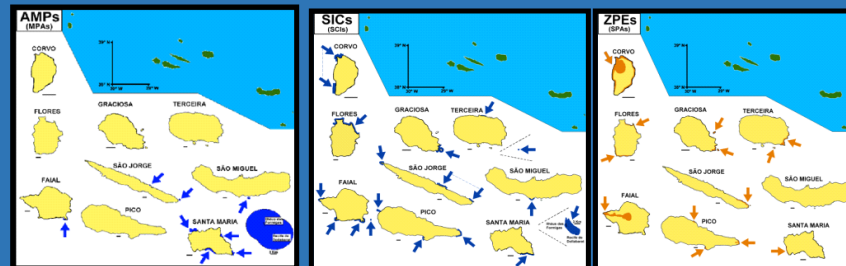 AMPs
(MPAs)
CORVO
FLORES
GRACIOSA
TERCEIRA
SÃO JORGE
SÃO MIGUEL
FAIAL
PICO
SANTA MARIA
SICs
(SCIs)
CORVO
FLORES
GRACIOSA
TERCEIRA
SÃO JORGE
SÃO MIGUEL
FAIAL
PICO
SANTA MARIA
ZPEs
(SPAs)
CORVO
FLORES
GRACIOSA
TERCEIRA
SÃO JORGE
SÃO MIGUEL
FAIAL
PICO
SANTA MARIA